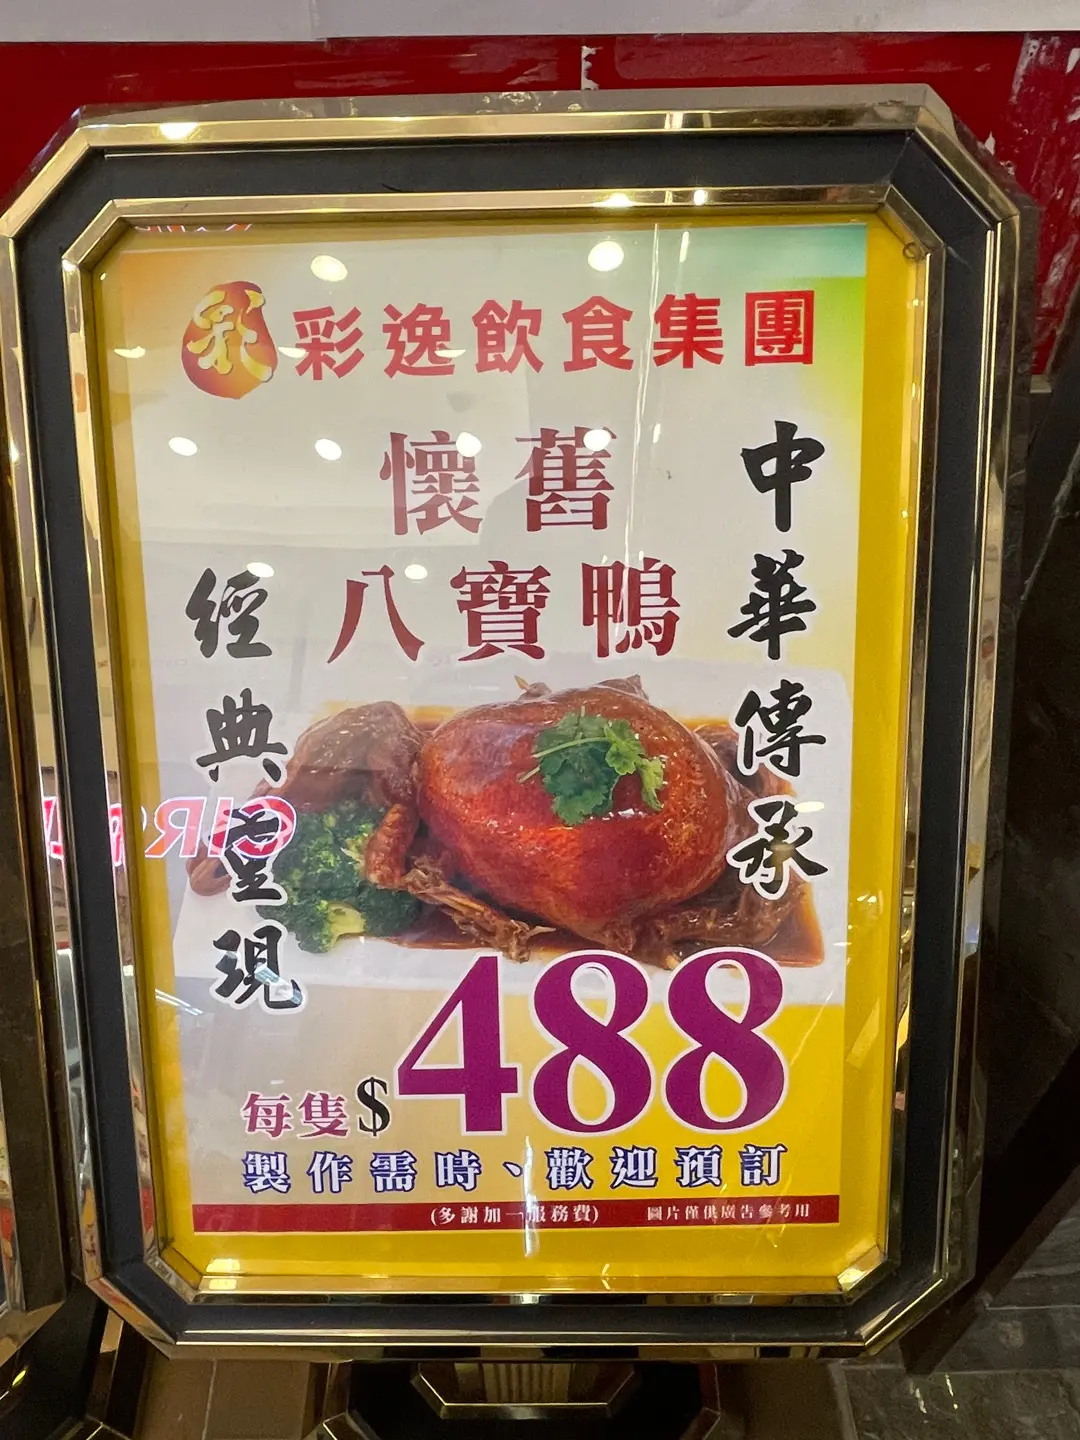 彩 彩逸飲食集團
懷舊
八寶鴨
中華傳承
經典呈現
每隻$488
製作需時、歡迎預訂
(多謝加一服務費) 圖片僅供廣告參考用